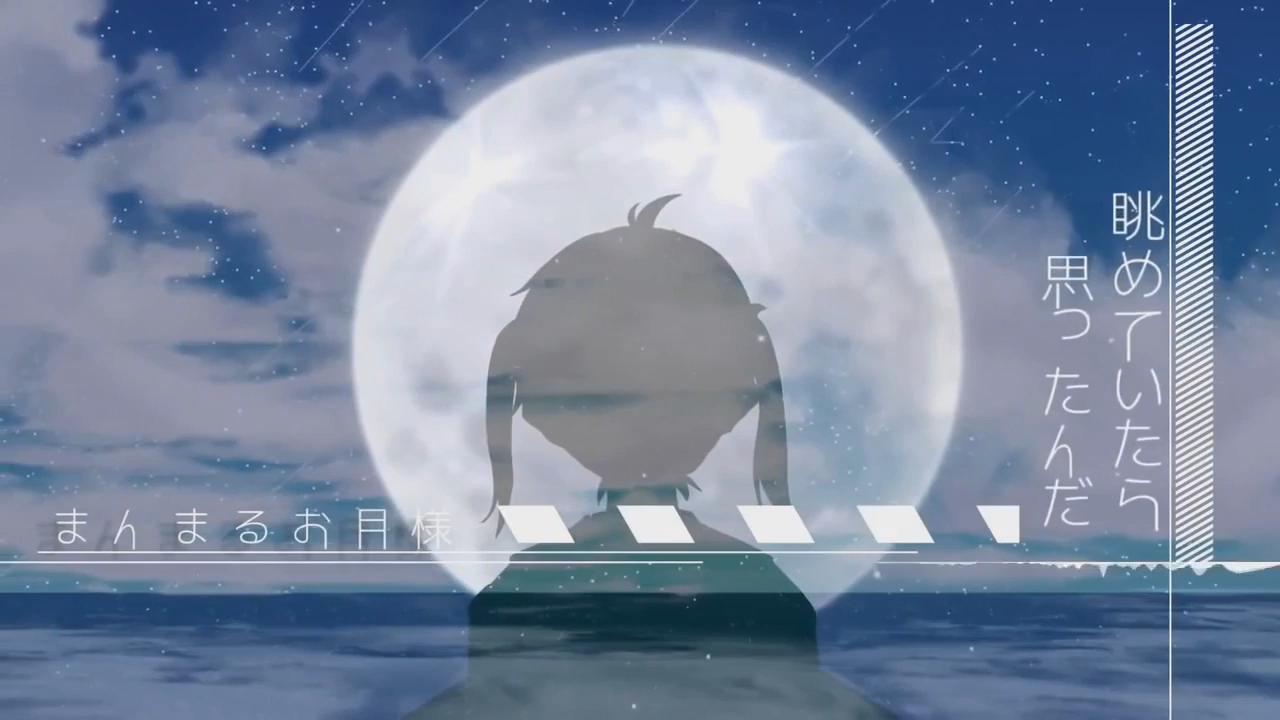 まんまるお月様
眺めていたら
思ったんだ